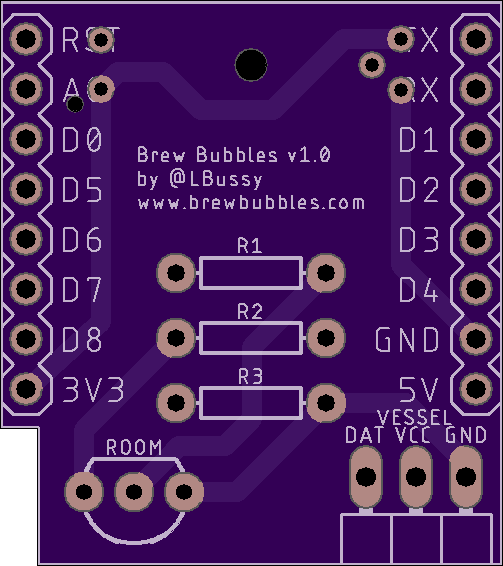 RST
TX
A0
RX
D0
D1
Brew Bubbles v1.0
by @LBussy
www.brewbubbles.com
D5
D2
D6
D3
R1
D7
D4
R2
D8
GND
R3
3V3
5V
VESSEL
DAT VCC GND
ROOM